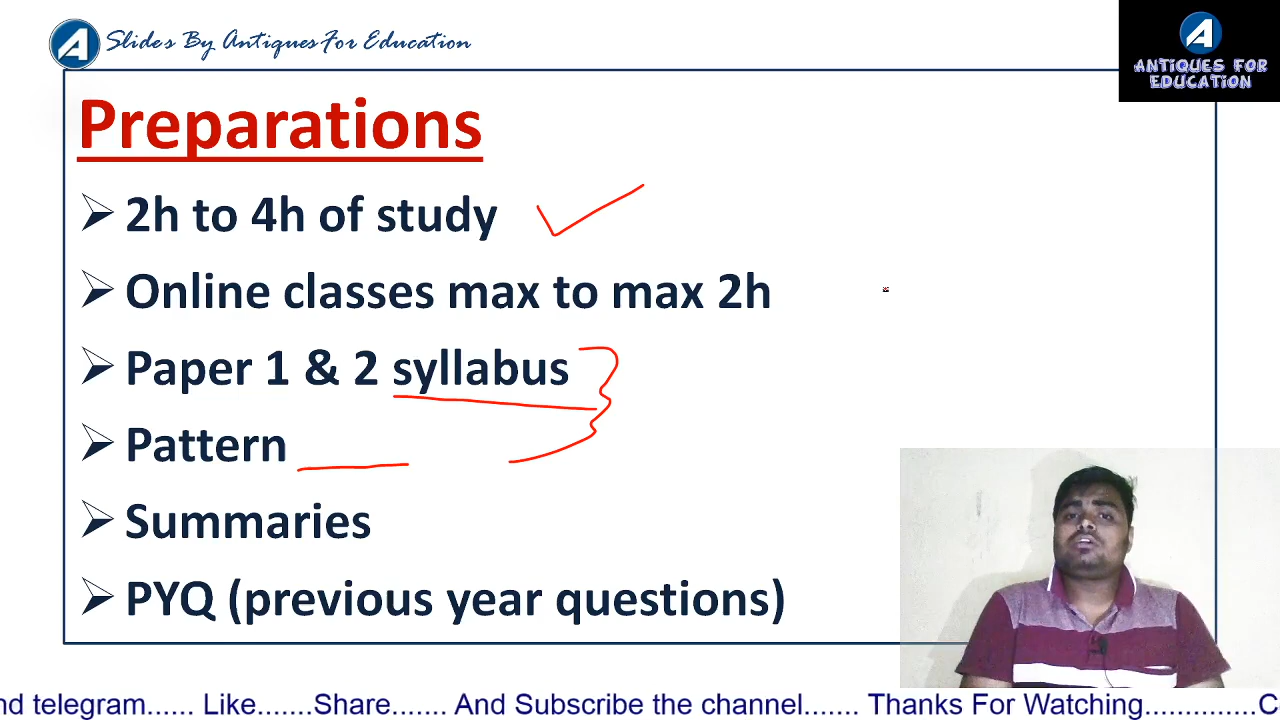 Slides By Antiques For Education
ANTIQUES FOR
EDUCATION
Preparations
2h to 4h of study
Online classes max to max 2h
Paper 1 & 2 syllabus
Pattern
Summaries
PYQ (previous year questions)
nd telegram...... Like.......Share....... And Subscribe the channel....... Thanks For Watching..............C